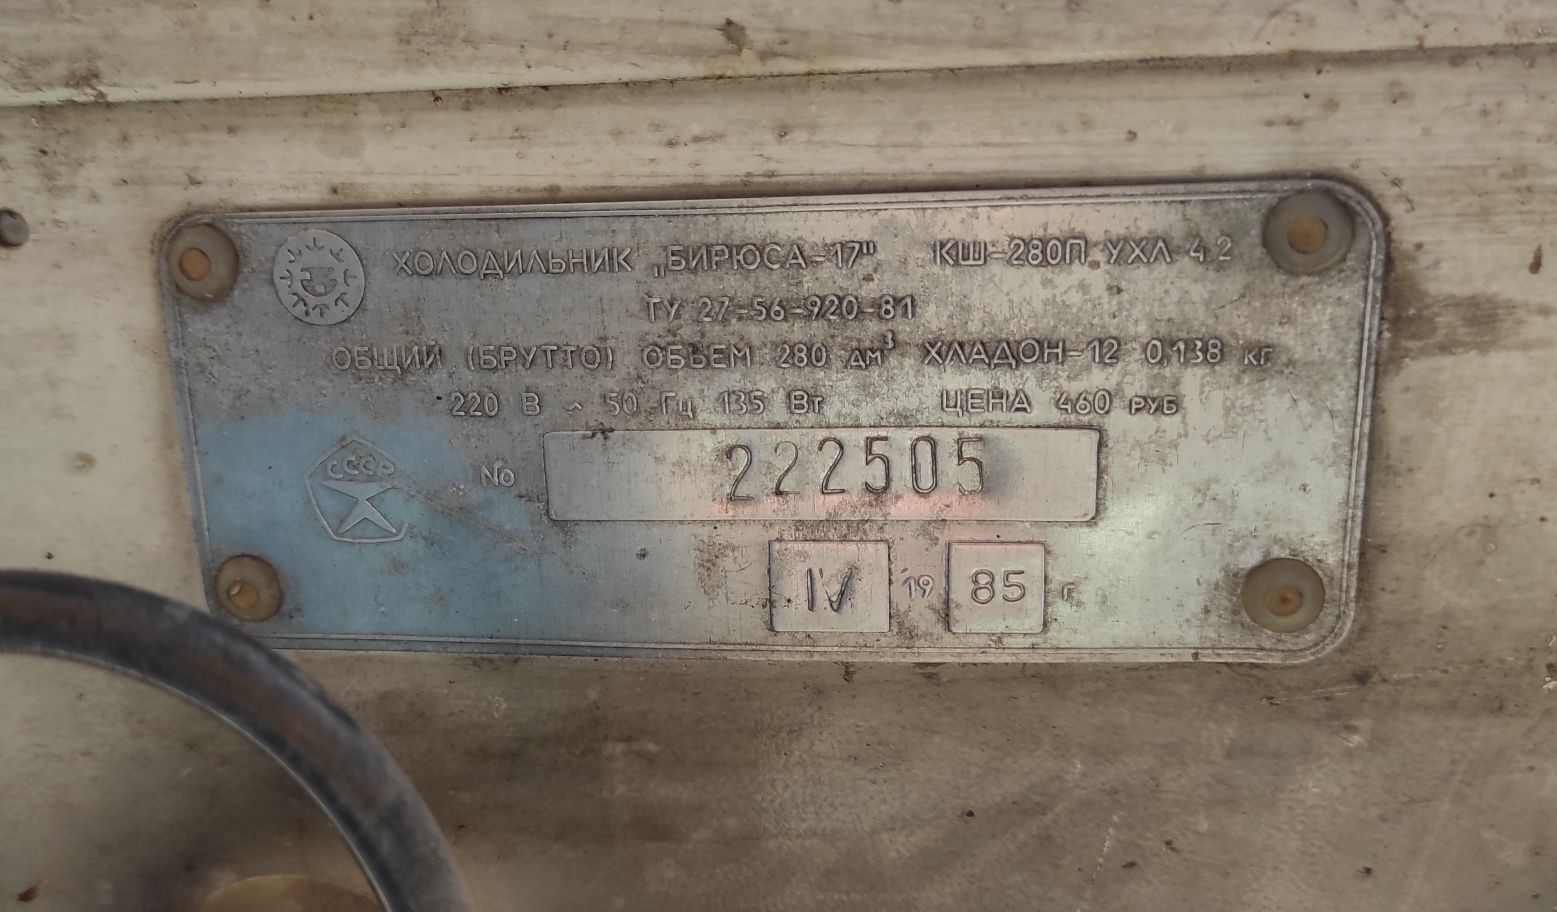 ХОЛОДИЛЬНИК „БИРЮСА-17" КШ-280П УХЛ 4.2
ТУ 27-56-920-81
ОБЩИЙ (БРУТТО) ОБЪЕМ 280 дм³ ХЛАДОН-12 0,138 кг
220 В ~ 50 Гц 135 Вт ЦЕНА 460 РУБ
СССР
No 222505
IV 19 85 г